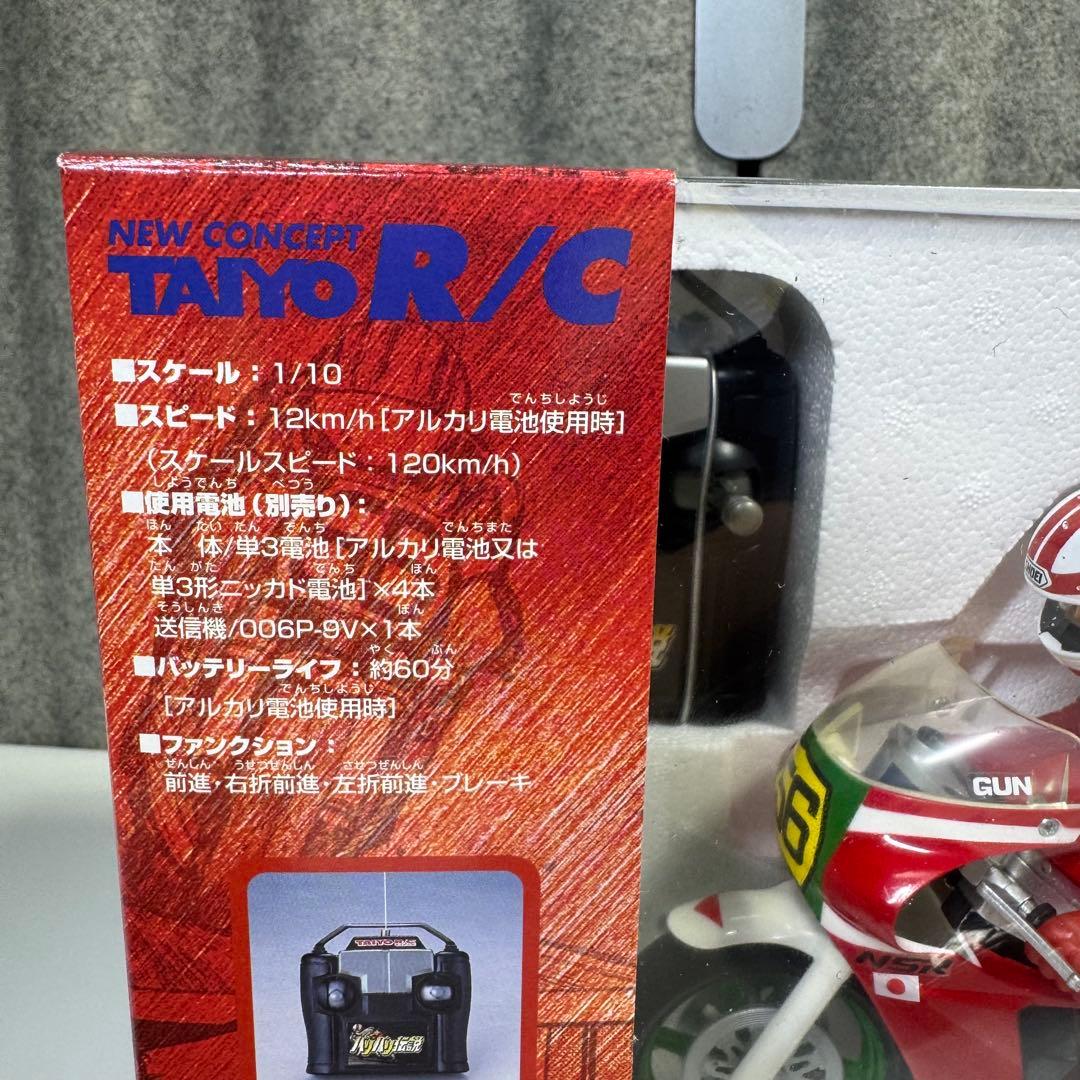 NEW CONCEPT
TAIYO R/C
■スケール：1/10
でんちしようじ
■スピード：12km/h[アルカリ電池使用時]
（スケールスピード：120km/h）
しようでんち べつう
■使用電池（別売り）：
ほん たい たん でんち でんちまた
本 体/単3電池[アルカリ電池又は
たん がた でんち ほん
単3形ニッカド電池]×4本
そうしんき ほん
送信機/006P-9V×1本
やく ぷん
■バッテリーライフ：約60分
でんちしようじ
[アルカリ電池使用時]
■ファンクション：
ぜんしん うせつぜんしん させつぜんしん
前進・右折前進・左折前進・ブレーキ
TAIYO R/C
バリバリ伝説
SHOEI
GUN
56
NSR